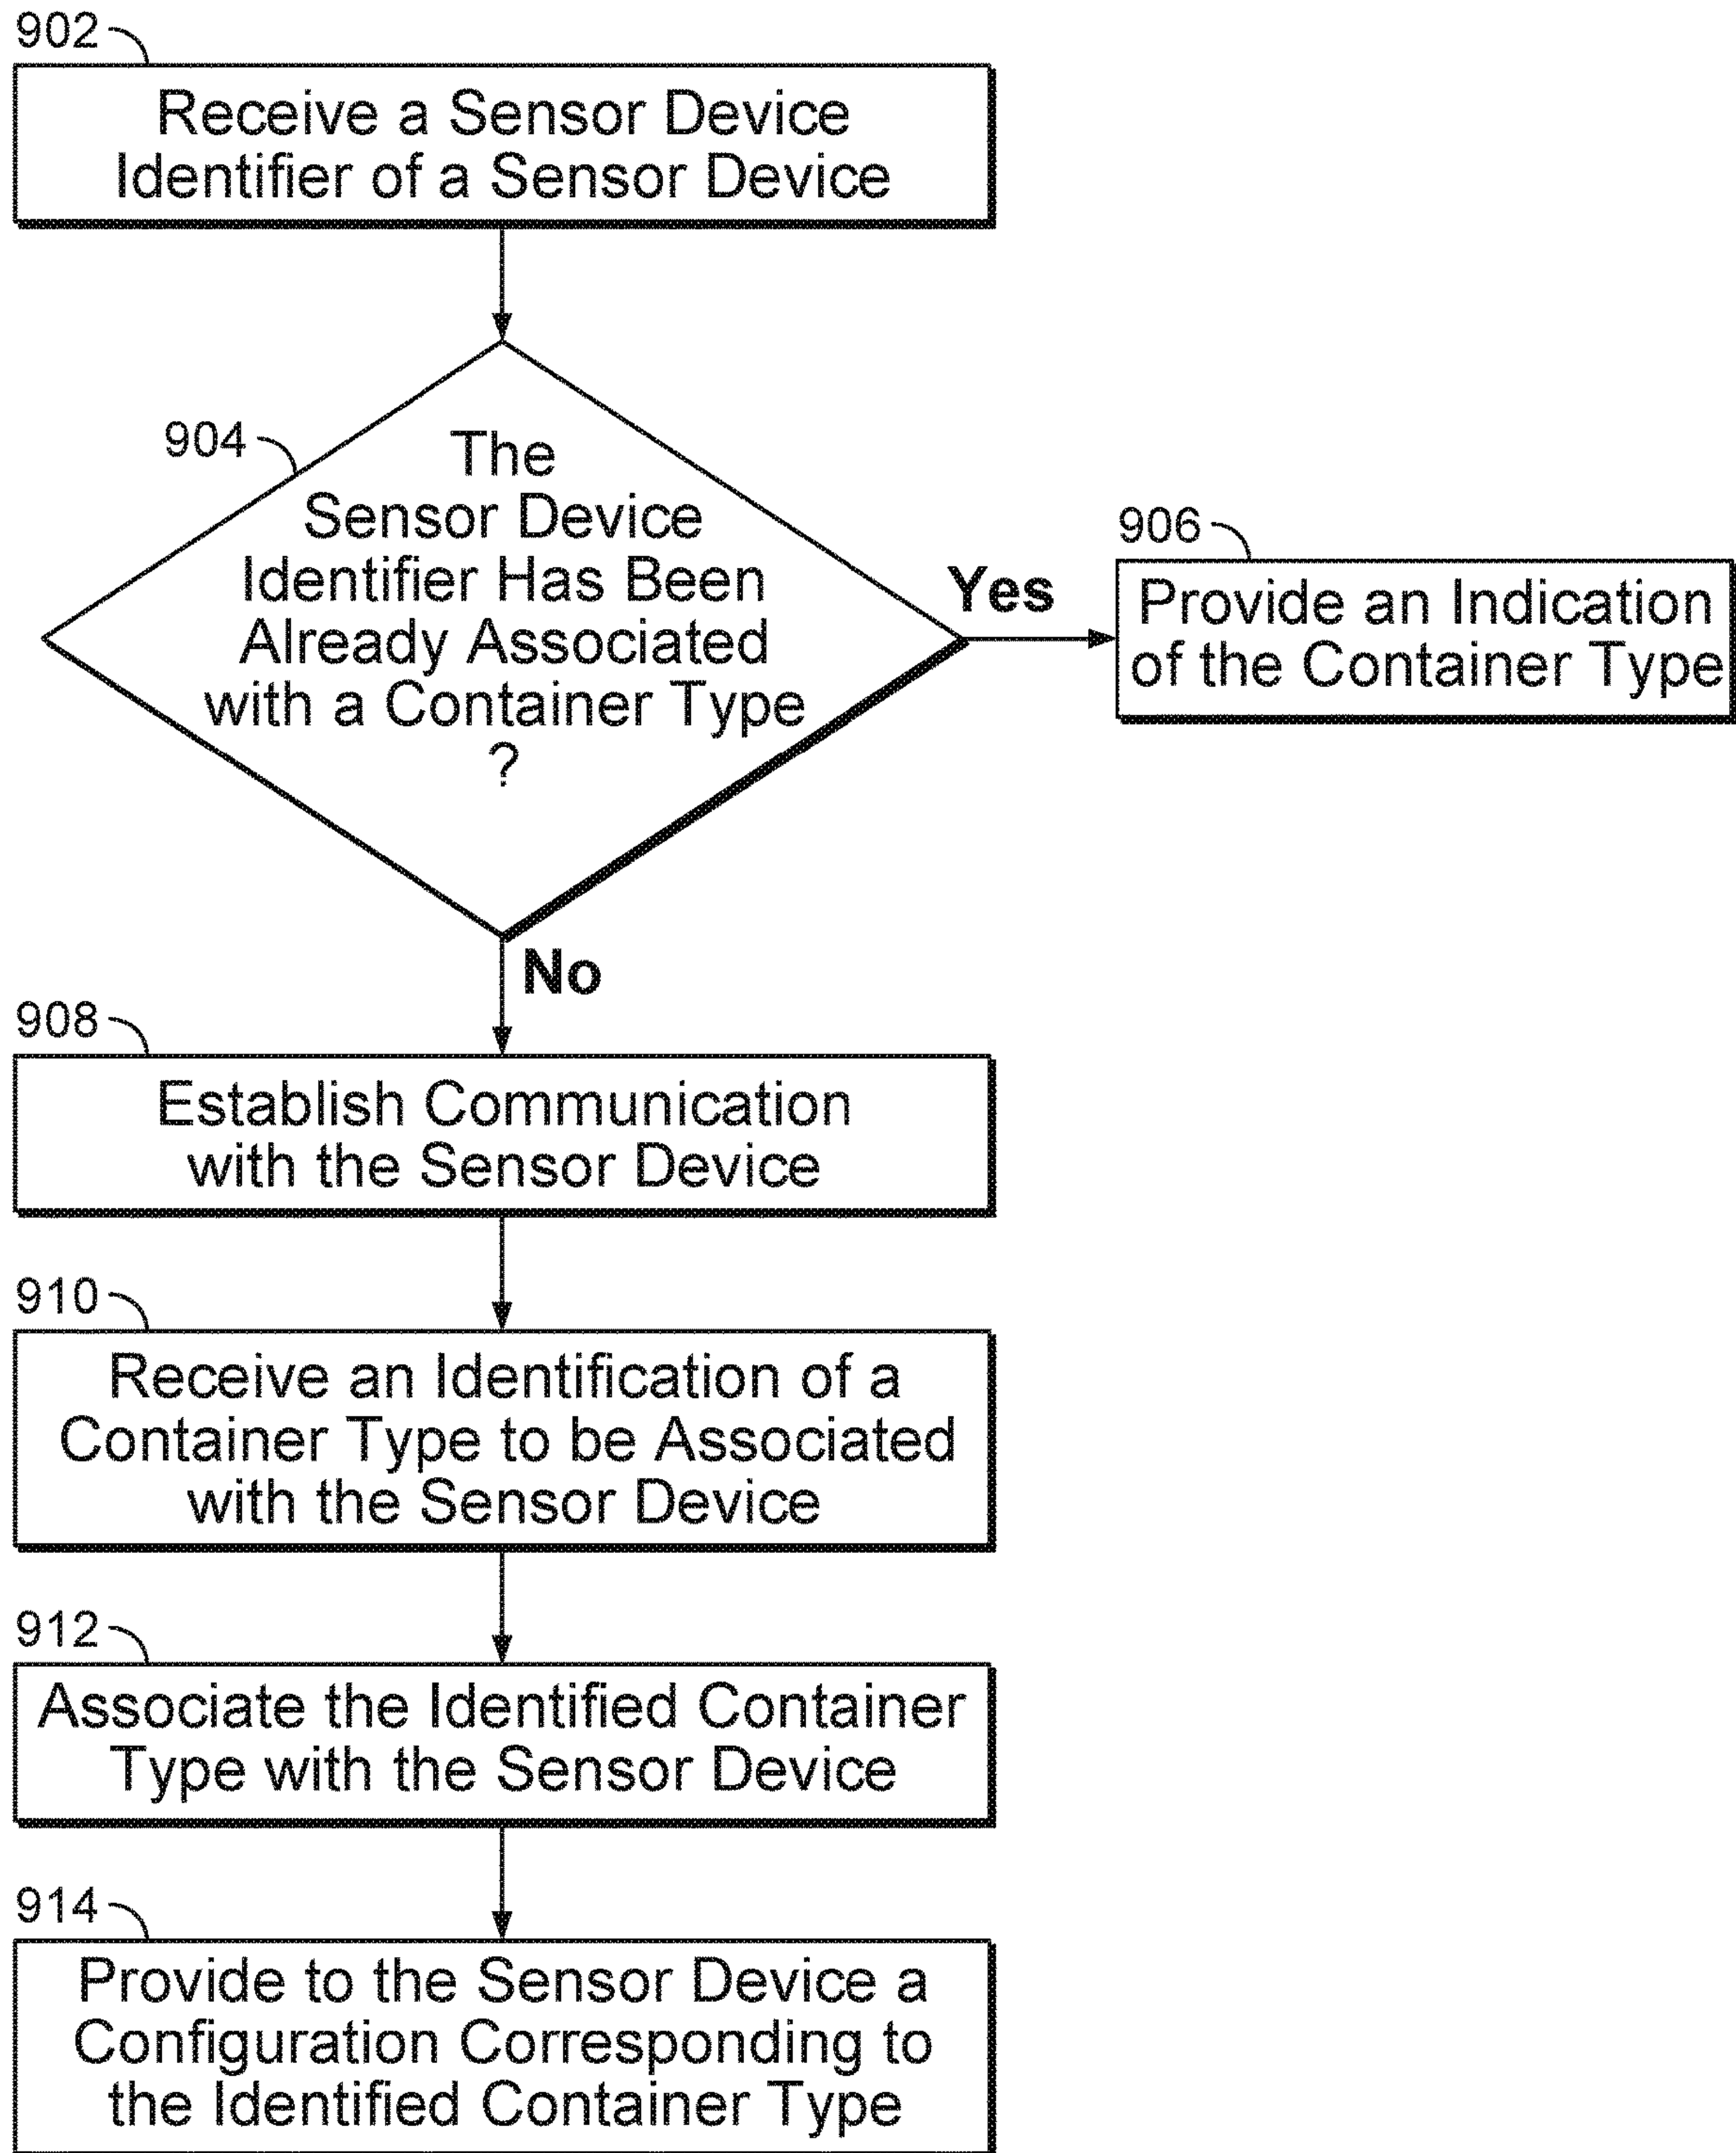 902
Receive a Sensor Device
Identifier of a Sensor Device
904
The
Sensor Device
Identifier Has Been
Already Associated
with a Container Type
?
Yes
906
Provide an Indication
of the Container Type
No
908
Establish Communication
with the Sensor Device
910
Receive an Identification of a
Container Type to be Associated
with the Sensor Device
912
Associate the Identified Container
Type with the Sensor Device
914
Provide to the Sensor Device a
Configuration Corresponding to
the Identified Container Type